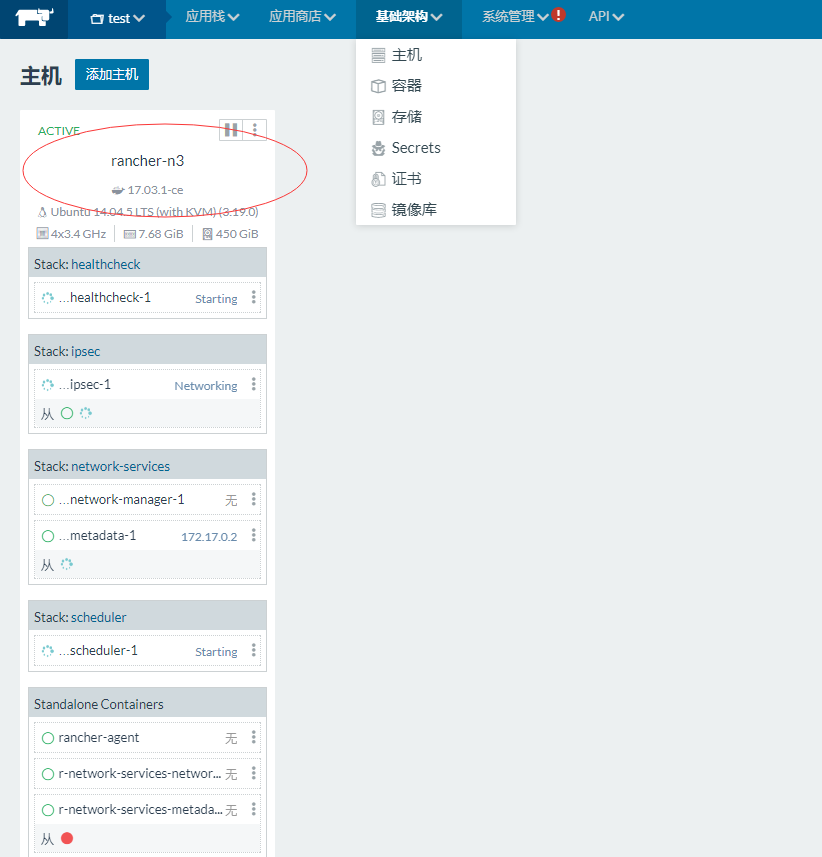 test 应用栈 应用商店 基础架构 系统管理 ! API
主机 添加主机
主机
容器
存储
Secrets
证书
镜像库
ACTIVE
rancher-n3
17.03.1-ce
Ubuntu 14.04.5 LTS (with KVM) (3.19.0)
4x3.4 GHz 7.68 GiB 450 GiB
Stack: healthcheck
...healthcheck-1 Starting
Stack: ipsec
...ipsec-1 Networking
从
Stack: network-services
...network-manager-1 无
...metadata-1 172.17.0.2
从
Stack: scheduler
...scheduler-1 Starting
Standalone Containers
rancher-agent 无
r-network-services-networ... 无
r-network-services-metada... 无
从